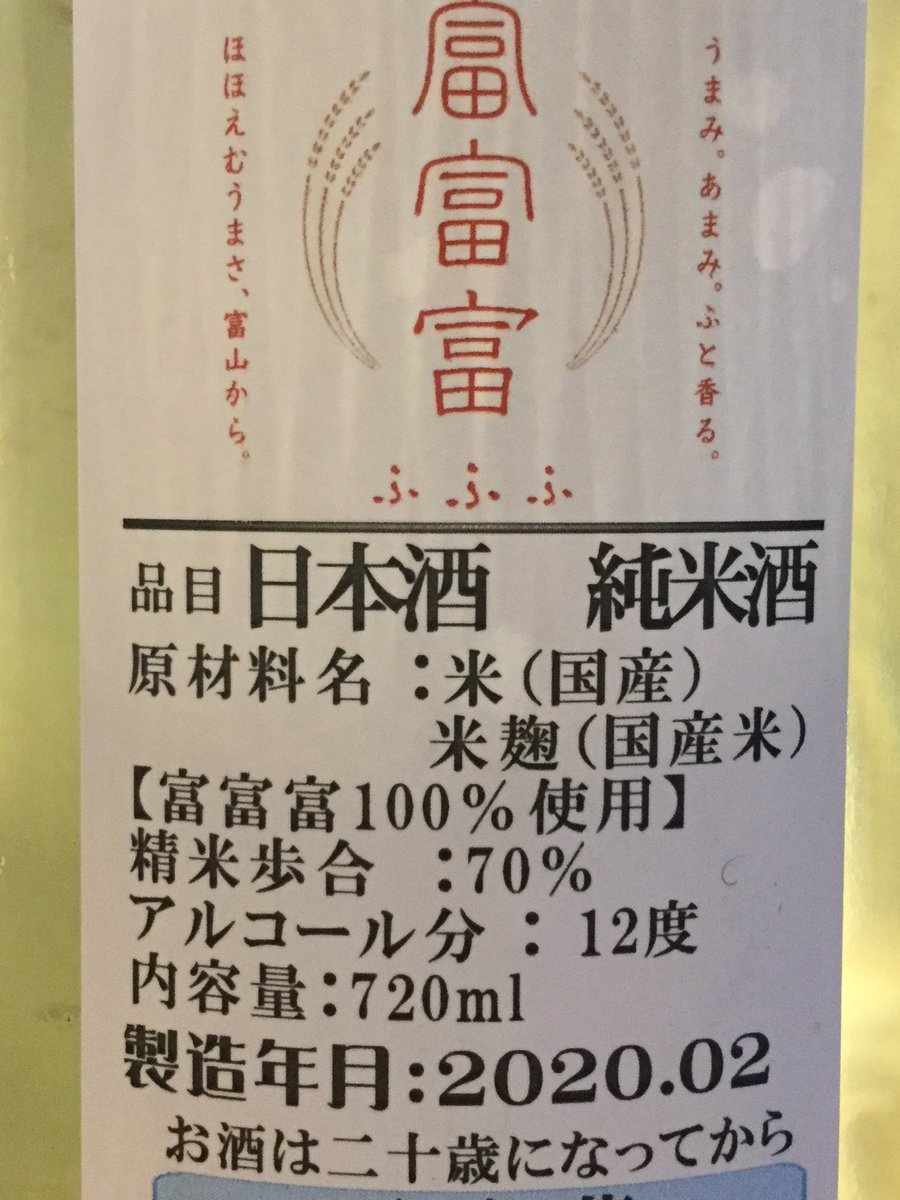 うまみ。あまみ。ふと香る。
富富富
ふふふ
ほほえむうまさ、富山から。
品目 日本酒 純米酒
原材料名：米(国産)
米麹(国産米)
【富富富100%使用】
精米歩合：70%
アルコール分：12度
内容量：720ml
製造年月：2020.02
お酒は二十歳になってから